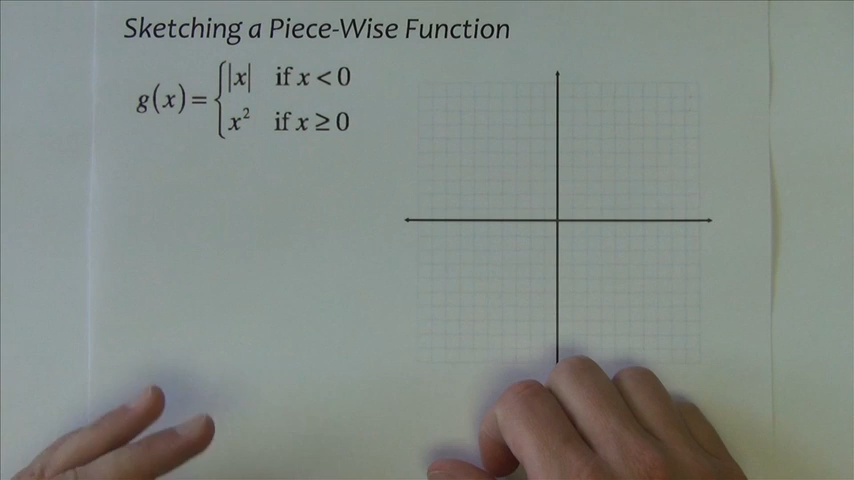 Sketching a Piece-Wise Function
g(x) = { |x| if x < 0
x² if x ≥ 0